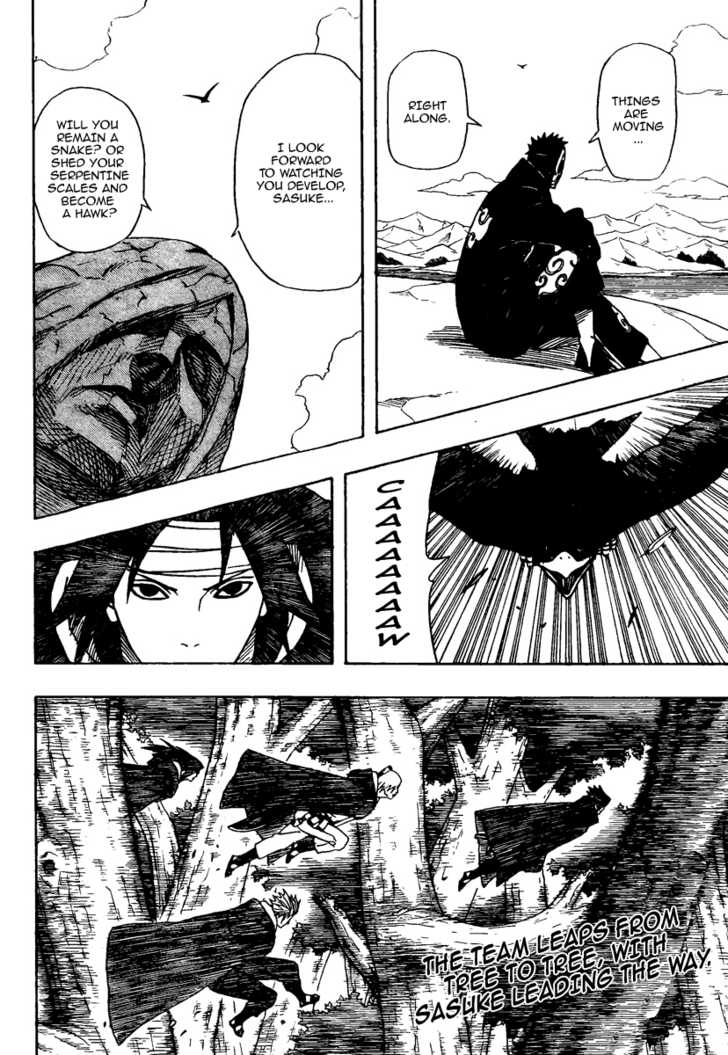 THINGS
ARE
MOVING
...
RIGHT
ALONG.
I LOOK
FORWARD
TO WATCHING
YOU DEVELOP,
SASUKE...
WILL YOU
REMAIN A
SNAKE? OR
SHED YOUR
SERPENTINE
SCALES AND
BECOME
A HAWK?
CAAAAAAAAW
THE TEAM LEAPS FROM
TREE TO TREE, WITH
SASUKE LEADING THE WAY.